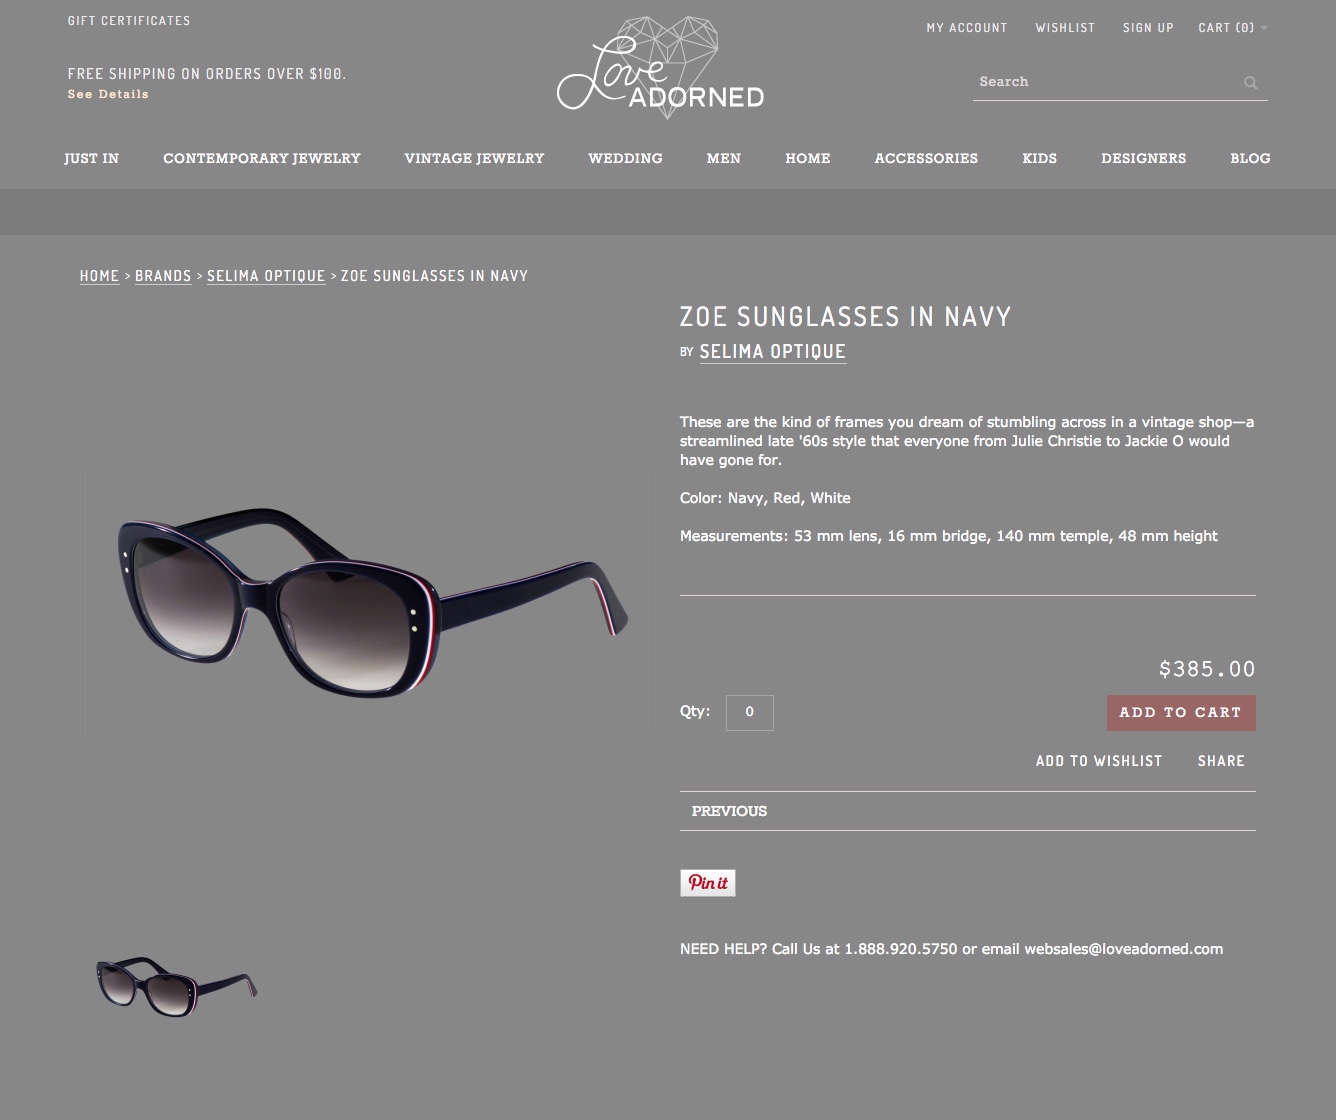 GIFT CERTIFICATES
FREE SHIPPING ON ORDERS OVER $100.
See Details
Love
ADORNED
MY ACCOUNT WISHLIST SIGN UP CART (0)
Search
JUST IN CONTEMPORARY JEWELRY VINTAGE JEWELRY WEDDING MEN HOME ACCESSORIES KIDS DESIGNERS BLOG
HOME > BRANDS > SELIMA OPTIQUE > ZOE SUNGLASSES IN NAVY
ZOE SUNGLASSES IN NAVY
BY SELIMA OPTIQUE
These are the kind of frames you dream of stumbling across in a vintage shop—a
streamlined late '60s style that everyone from Julie Christie to Jackie O would
have gone for.
Color: Navy, Red, White
Measurements: 53 mm lens, 16 mm bridge, 140 mm temple, 48 mm height
$385.00
Qty: 0
ADD TO CART
ADD TO WISHLIST SHARE
PREVIOUS
Pin it
NEED HELP? Call Us at 1.888.920.5750 or email websales@loveadorned.com